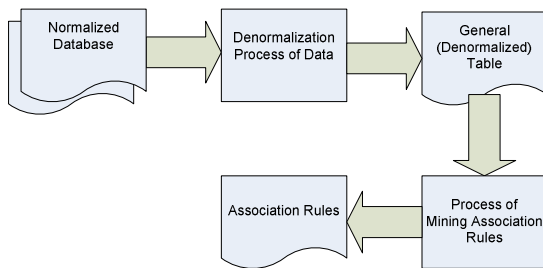 Normalized
Database
Denormalization
Process of Data
General
(Denormalized)
Table
Association Rules
Process of
Mining Association
Rules